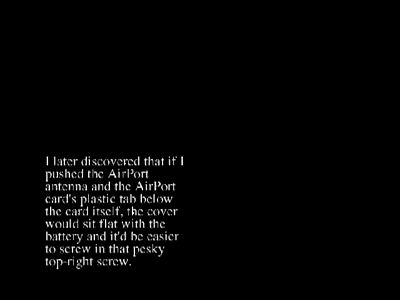 I later discovered that if I
pushed the AirPort
antenna and the AirPort
card's plastic tab below
the card itself, the cover
would sit flat with the
battery and it'd be easier
to screw in that pesky
top-right screw.